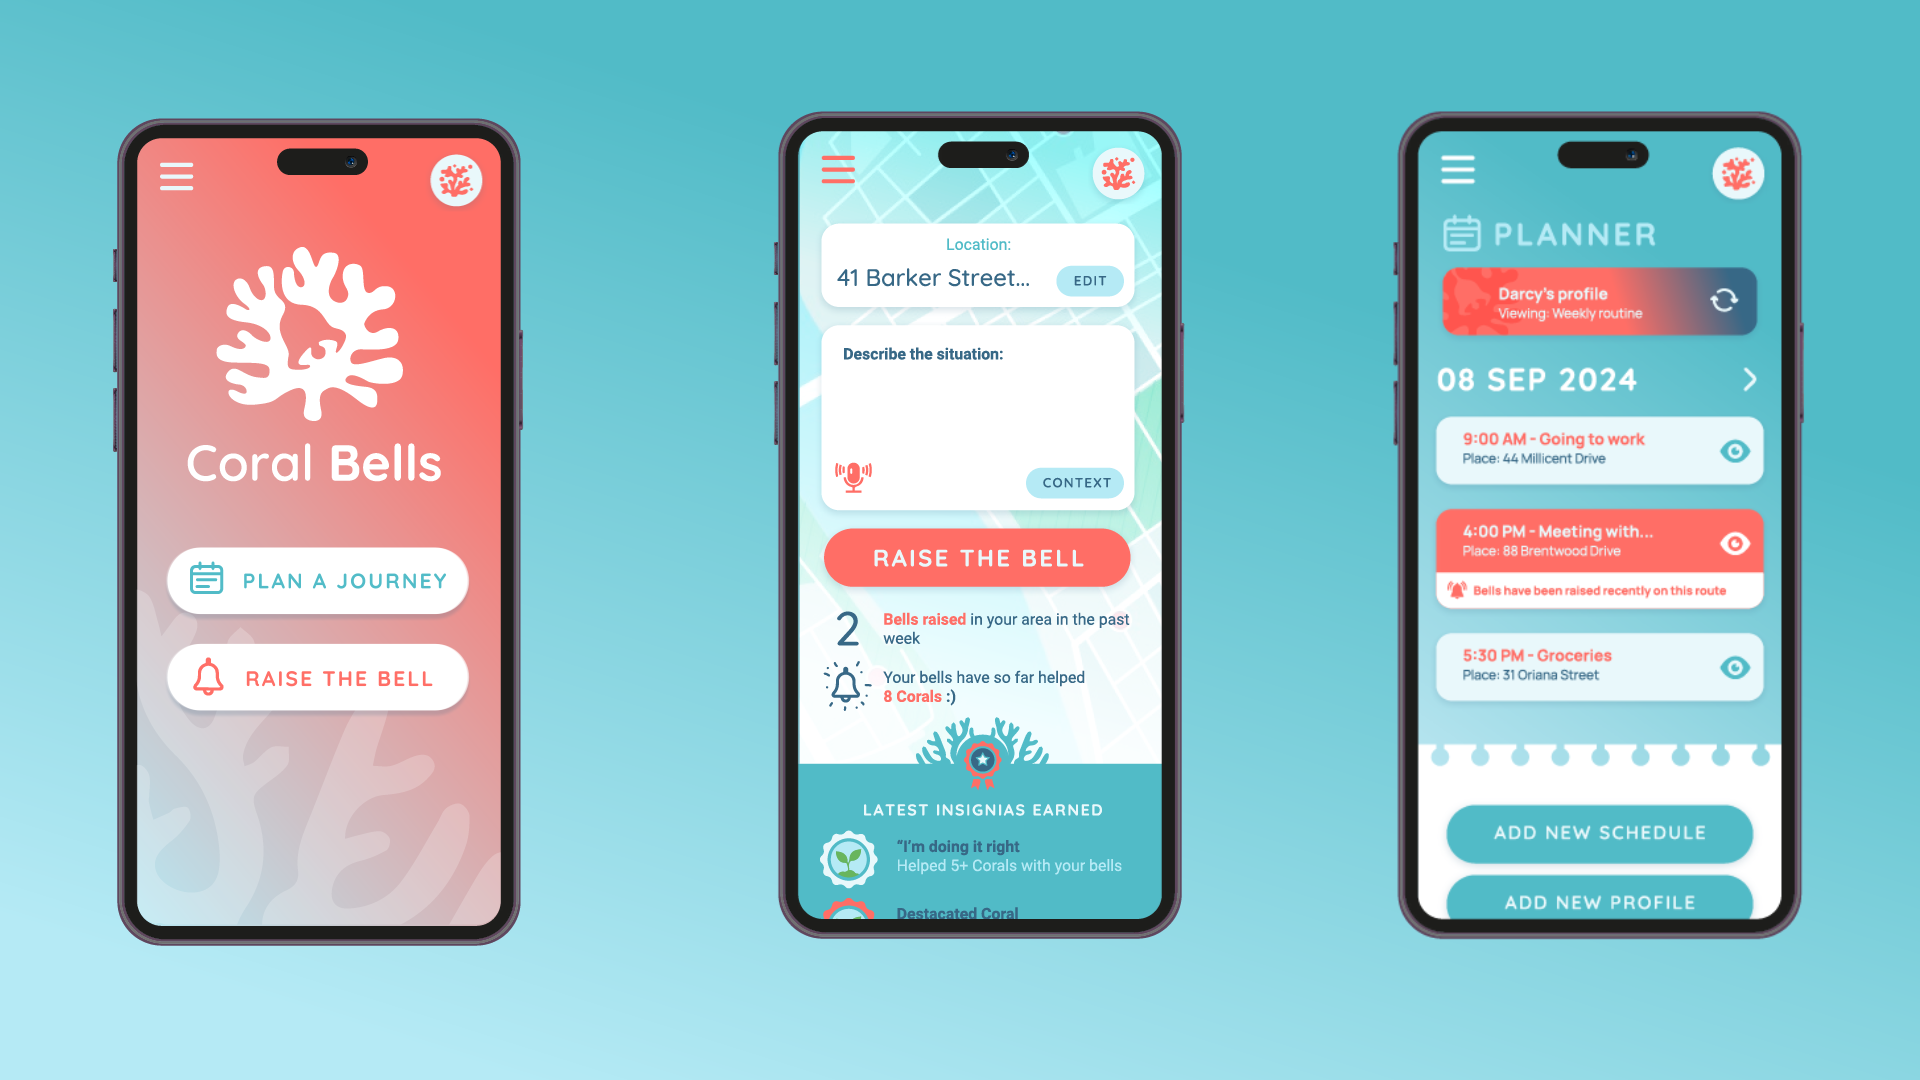 Coral Bells
PLAN A JOURNEY
RAISE THE BELL
Location:
41 Barker Street...
EDIT
Describe the situation:
CONTEXT
RAISE THE BELL
2
Bells raised in your area in the past
week
Your bells have so far helped
8 Corals :)
LATEST INSIGNIAS EARNED
“I'm doing it right
Helped 5+ Corals with your bells
Destacated Coral
PLANNER
Darcy's profile
Viewing: Weekly routine
08 SEP 2024
9:00 AM - Going to work
Place: 44 Millicent Drive
4:00 PM - Meeting with...
Place: 88 Brentwood Drive
Bells have been raised recently on this route
5:30 PM - Groceries
Place: 31 Oriana Street
ADD NEW SCHEDULE
ADD NEW PROFILE